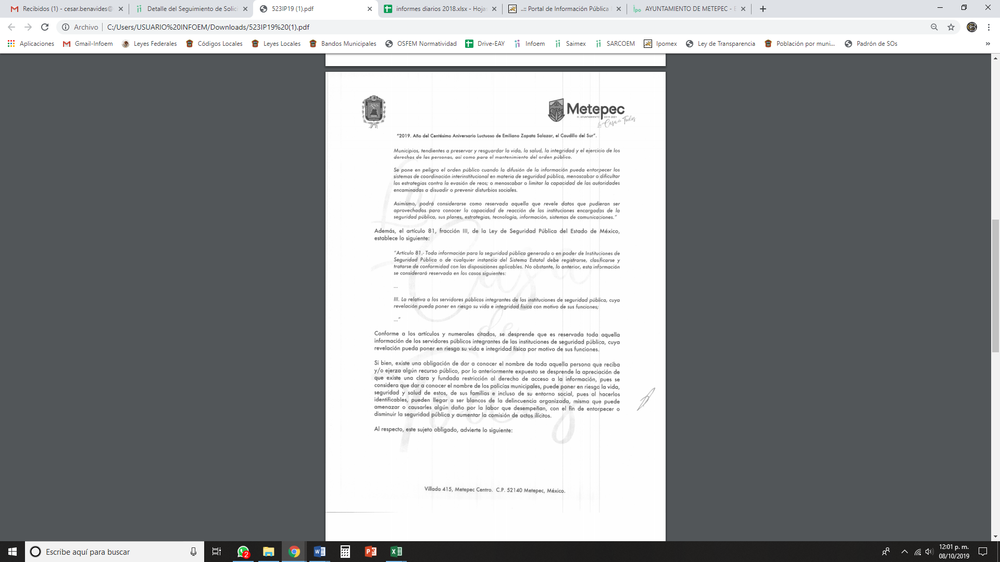 Recibidos (1) - cesar.benavides@
Detalle del Seguimiento de Solici
523IP19 (1).pdf
informes diarios 2018.xlsx - Hoja
..:: Portal de Información Pública
AYUNTAMIENTO DE METEPEC - E
Archivo
C:/Users/USUARIO%20INFOEM/Downloads/523IP19%20(1).pdf
Aplicaciones
Gmail-Infoem
Leyes Federales
Códigos Locales
Leyes Locales
Bandos Municipales
OSFEM Normatividad
Drive-EAY
Infoem
Saimex
SARCOEM
Ipomex
Ley de Transparencia
Población por muni...
Padrón de SOs
»
Metepec
H. AYUNTAMIENTO 2019-2021
La Casa de Todos
"2019. Año del Centésimo Aniversario Luctuoso de Emiliano Zapata Salazar, el Caudillo del Sur".
Municipios, tendientes a preservar y resguardar la vida, la salud, la integridad y el ejercicio de los
derechos de las personas, así como para el mantenimiento del orden público.
Se pone en peligro el orden público cuando la difusión de la información pueda entorpecer los
sistemas de coordinación interinstitucional en materia de seguridad pública, menoscabar o dificultar
las estrategias contra la evasión de reos; o menoscabar o limitar la capacidad de las autoridades
encaminadas a disuadir o prevenir disturbios sociales.
Asimismo, podrá considerarse como reservada aquella que revele datos que pudieran ser
aprovechados para conocer la capacidad de reacción de las instituciones encargadas de la
seguridad pública, sus planes, estrategias, tecnología, información, sistemas de comunicaciones."
Además, el artículo 81, fracción III, de la Ley de Seguridad Pública del Estado de México,
establece lo siguiente:
"Artículo 81.- Toda información para la seguridad pública generada o en poder de Instituciones de
Seguridad Pública o de cualquier instancia del Sistema Estatal debe registrarse, clasificarse y
tratarse de conformidad con las disposiciones aplicables. No obstante, lo anterior, esta información
se considerará reservada en los casos siguientes:
...
III. La relativa a los servidores públicos integrantes de las instituciones de seguridad pública, cuya
revelación pueda poner en riesgo su vida e integridad física con motivo de sus funciones;
..."
Conforme a los artículos y numerales citados, se desprende que es reservada toda aquella
información de los servidores públicos integrantes de las instituciones de seguridad pública, cuya
revelación pueda poner en riesgo su vida e integridad física por motivo de sus funciones.
Si bien, existe una obligación de dar a conocer el nombre de toda aquella persona que reciba
y/o ejerza algún recurso público, por lo anteriormente expuesto se desprende la apreciación de
que existe una clara y fundada restricción al derecho de acceso a la información, pues se
considera que dar a conocer el nombre de los policías municipales, puede poner en riesgo la vida,
seguridad y salud de estos, de sus familias e incluso de su entorno social, pues al hacerlos
identificables, pueden llegar a ser blancos de la delincuencia organizada, misma que puede
amenazar o causarles algún daño por la labor que desempeñan, con el fin de entorpecer o
disminuir la seguridad pública y aumentar la comisión de actos ilícitos.
Al respecto, este sujeto obligado, advierte lo siguiente:
La Casa de Todos
Villada 415, Metepec Centro. C.P. 52140 Metepec, México.
Escribe aquí para buscar
2
12:01 p. m.
08/10/2019